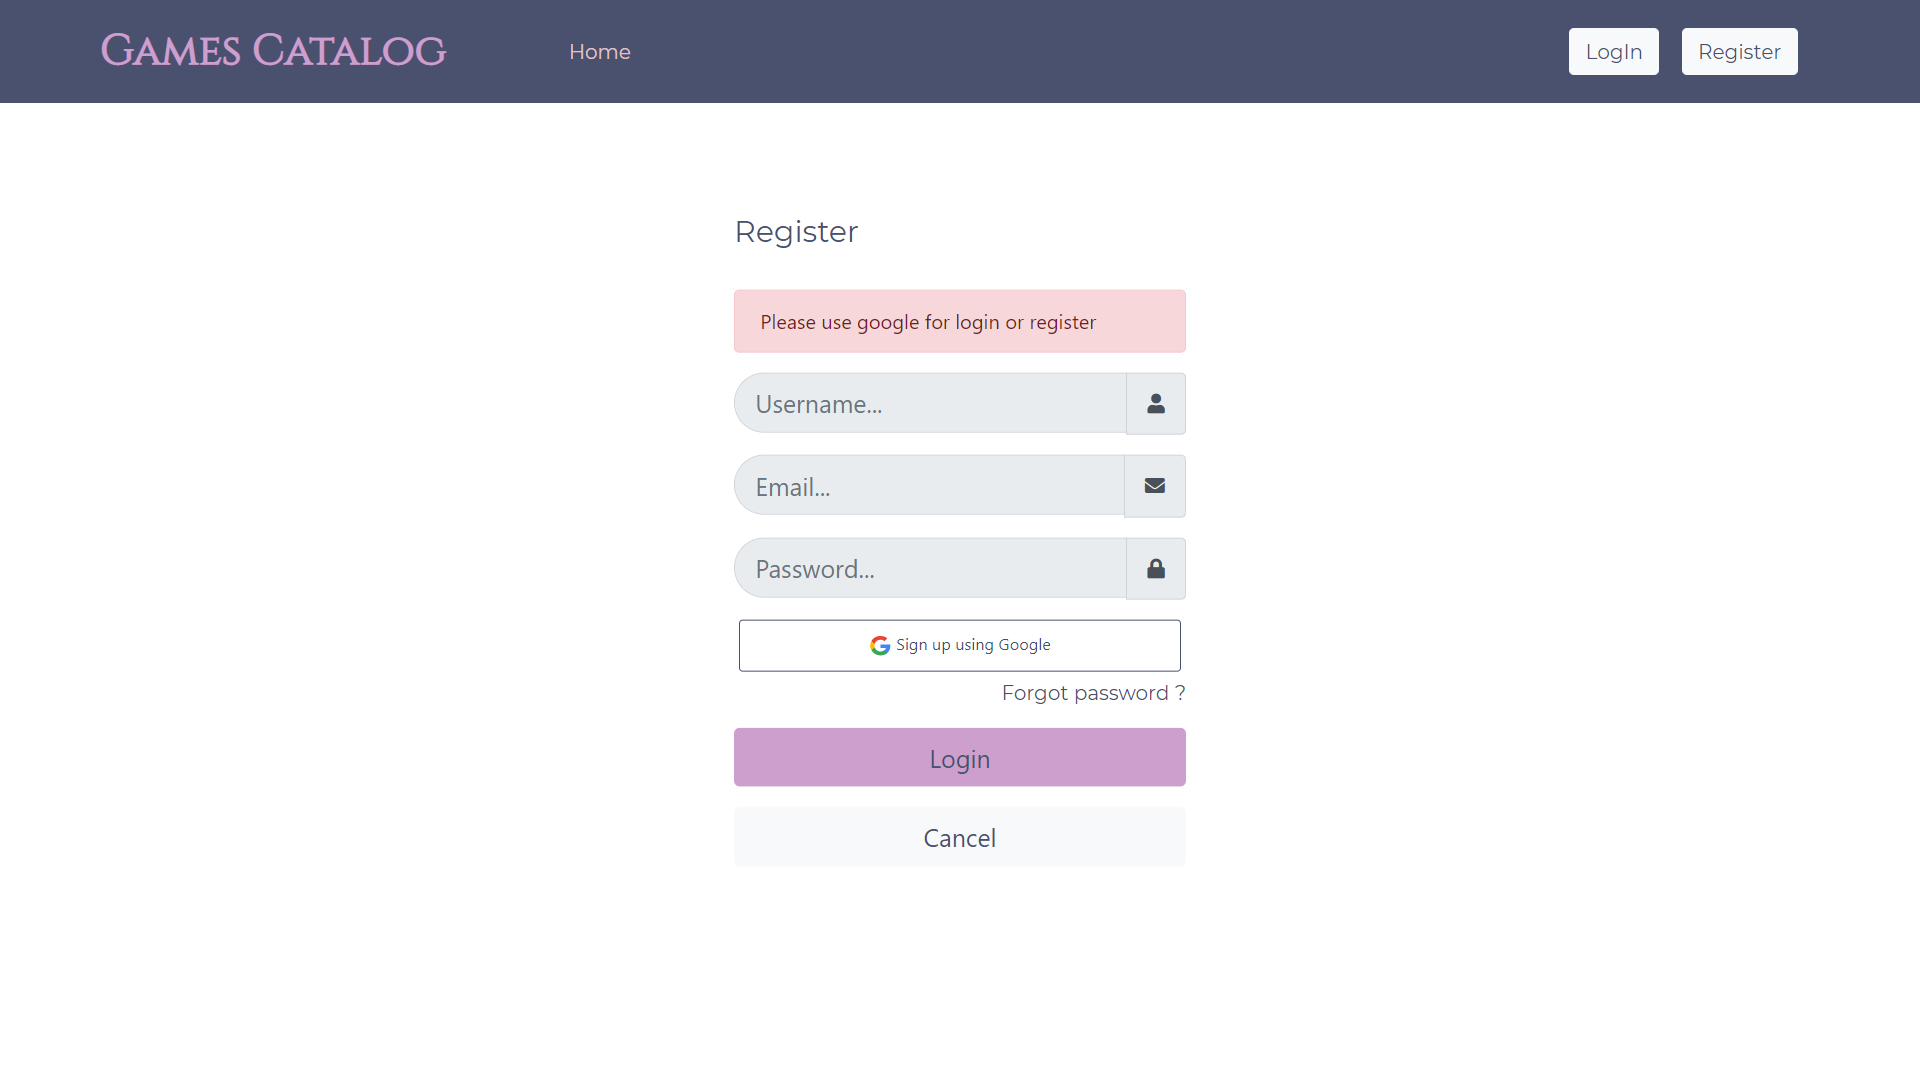 Games Catalog
Home
LogIn
Register
Register
Please use google for login or register
Username...
Email...
Password...
Sign up using Google
Forgot password ?
Login
Cancel